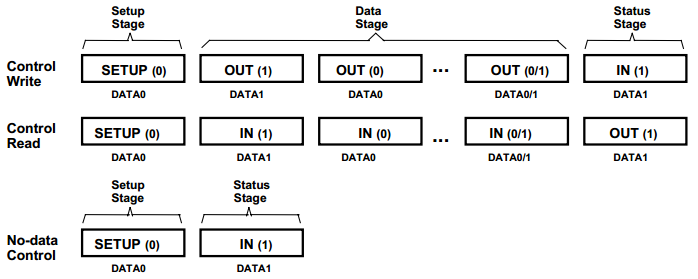 Setup Stage
Data Stage
Status Stage
Control Write
SETUP (0) OUT (1) OUT (0) ... OUT (0/1) IN (1)
DATA0 DATA1 DATA0 DATA0/1 DATA1
Control Read
SETUP (0) IN (1) IN (0) ... IN (0/1) OUT (1)
DATA0 DATA1 DATA0 DATA0/1 DATA1
Setup Stage
Status Stage
No-data Control
SETUP (0) IN (1)
DATA0 DATA1